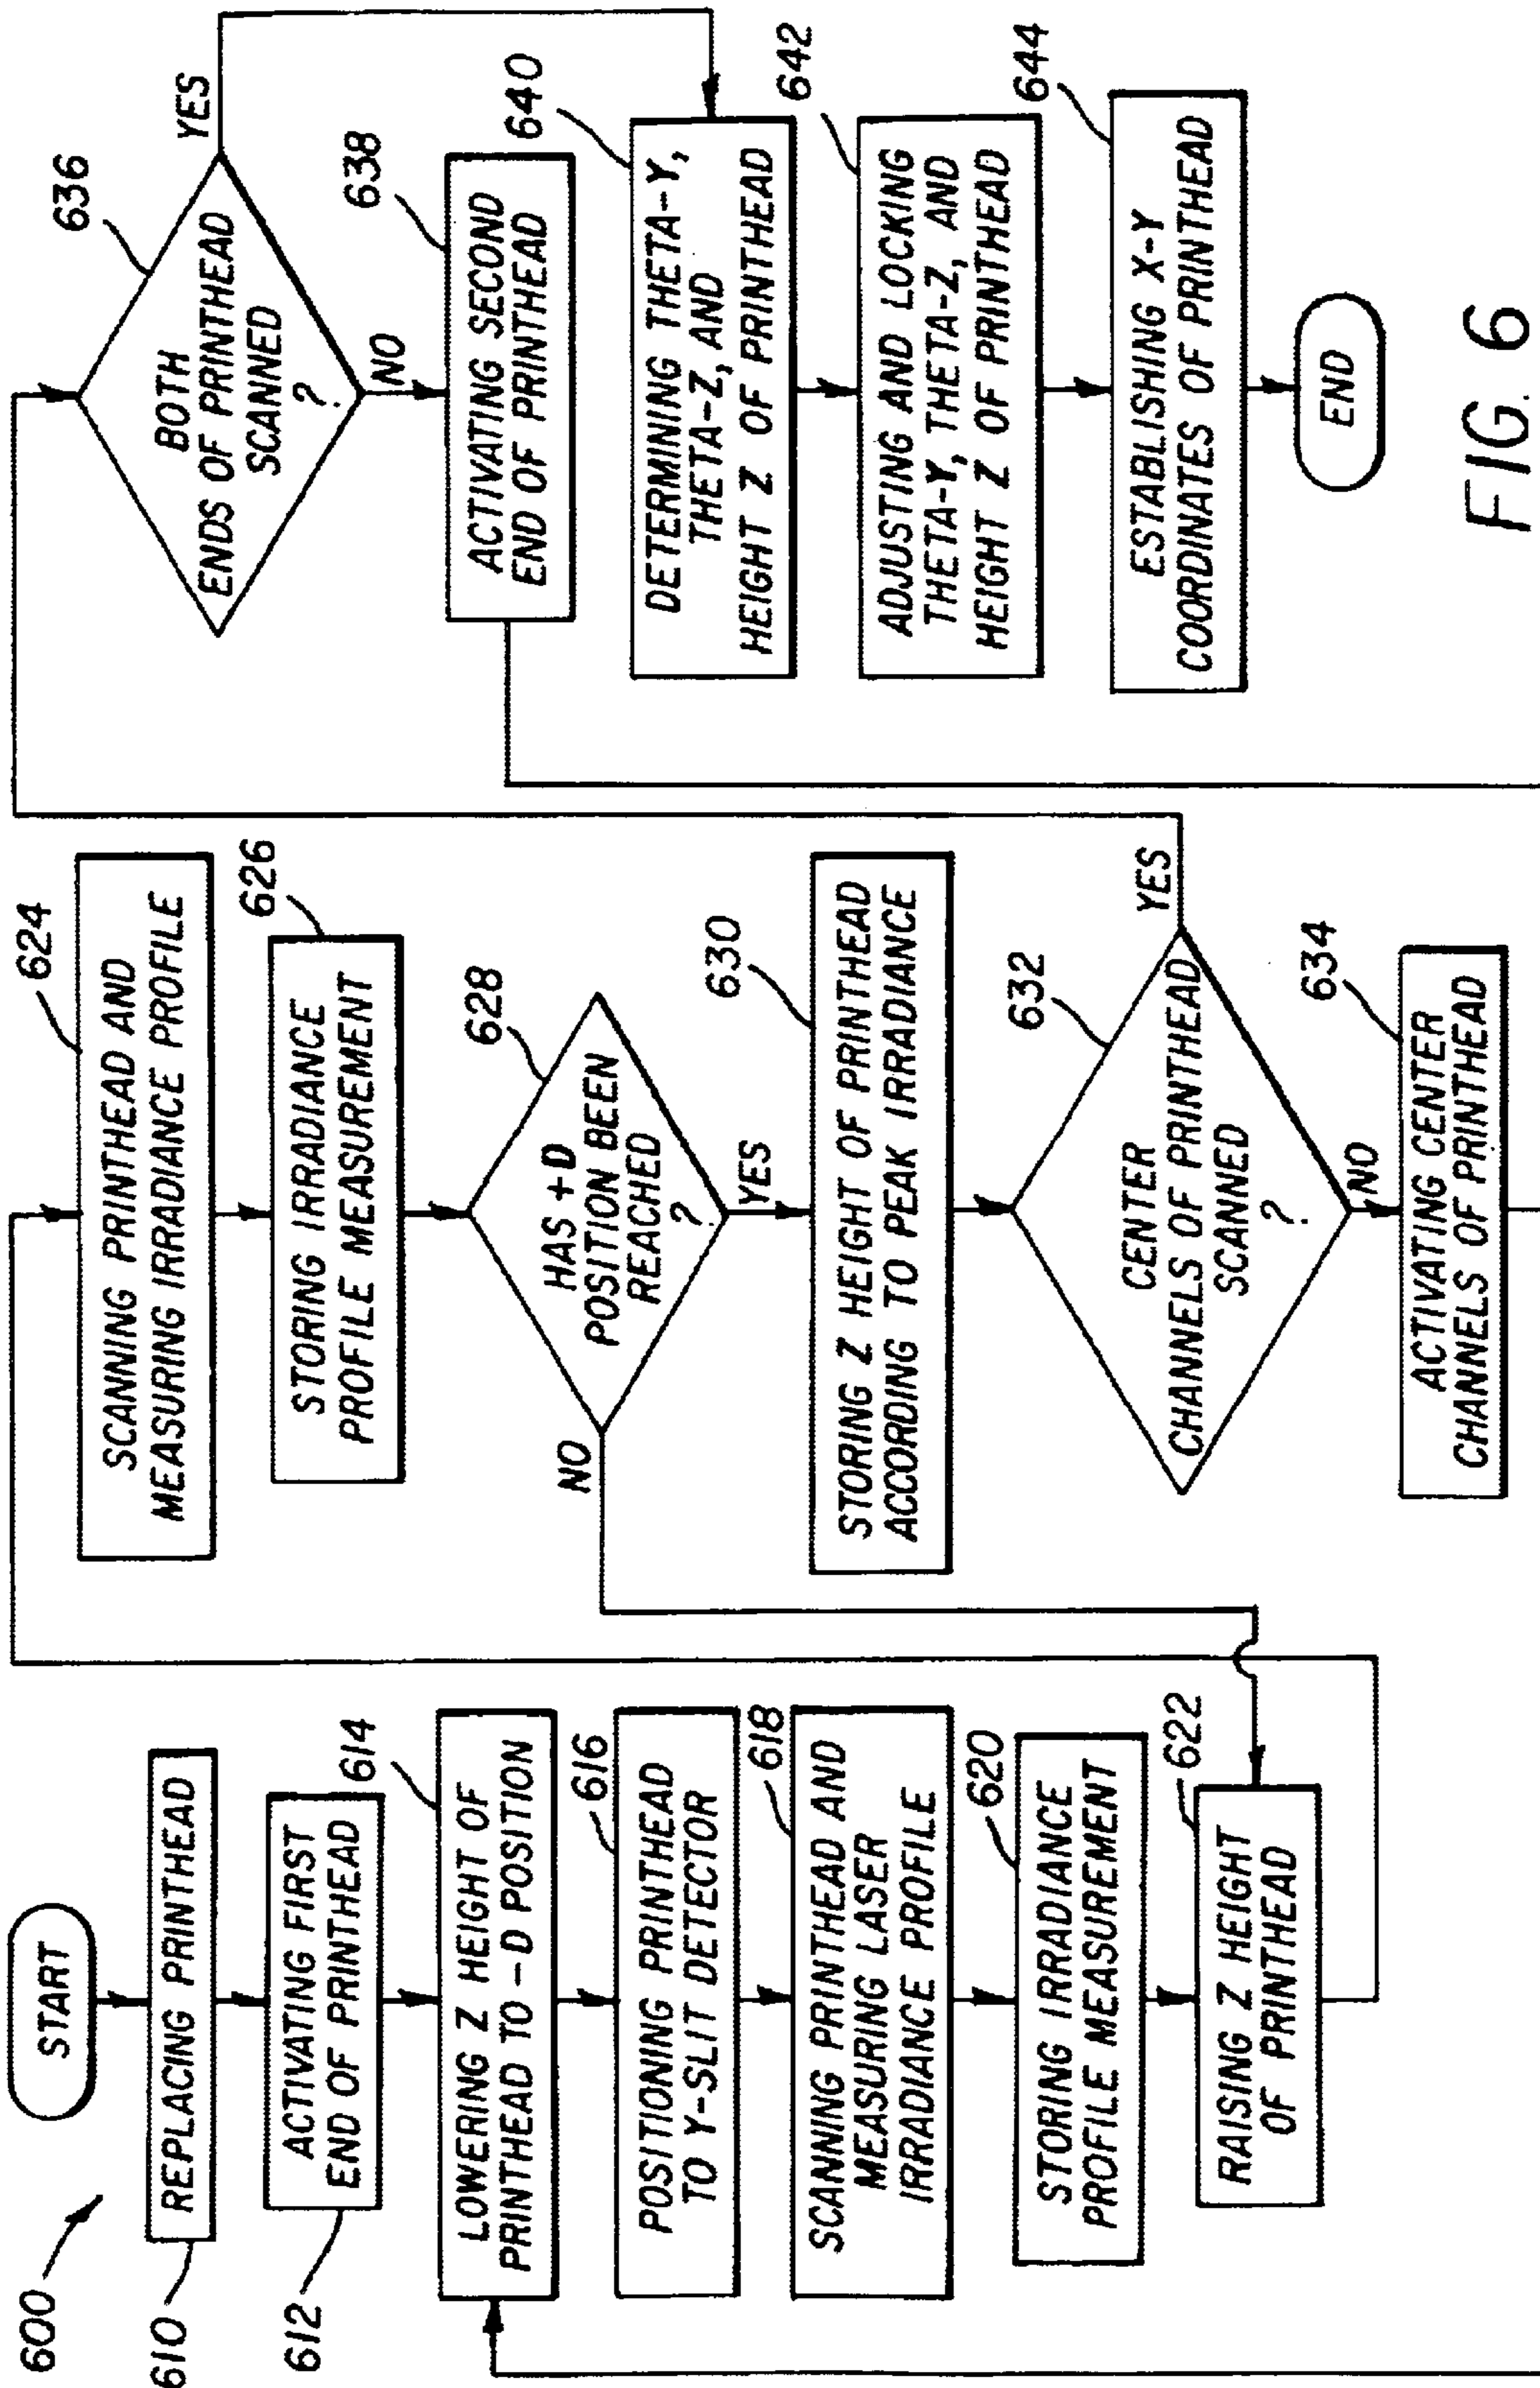 600
START
610
REPLACING PRINTHEAD
612
ACTIVATING FIRST
END OF PRINTHEAD
614
LOWERING Z HEIGHT OF
PRINTHEAD TO -D POSITION
616
POSITIONING PRINTHEAD
TO Y-SLIT DETECTOR
618
SCANNING PRINTHEAD AND
MEASURING LASER
IRRADIANCE PROFILE
620
STORING IRRADIANCE
PROFILE MEASUREMENT
622
RAISING Z HEIGHT
OF PRINTHEAD
624
SCANNING PRINTHEAD AND
MEASURING IRRADIANCE PROFILE
626
STORING IRRADIANCE
PROFILE MEASUREMENT
628
HAS +D
POSITION BEEN
REACHED
?
NO
YES
630
STORING Z HEIGHT OF PRINTHEAD
ACCORDING TO PEAK IRRADIANCE
632
CENTER
CHANNELS OF PRINTHEAD
SCANNED
?
YES
NO
634
ACTIVATING CENTER
CHANNELS OF PRINTHEAD
636
BOTH
ENDS OF PRINTHEAD
SCANNED
?
YES
NO
638
ACTIVATING SECOND
END OF PRINTHEAD
640
DETERMINING THETA-Y,
THETA-Z, AND
HEIGHT Z OF PRINTHEAD
642
ADJUSTING AND LOCKING
THETA-Y, THETA-Z, AND
HEIGHT Z OF PRINTHEAD
644
ESTABLISHING X-Y
COORDINATES OF PRINTHEAD
END
FIG. 6